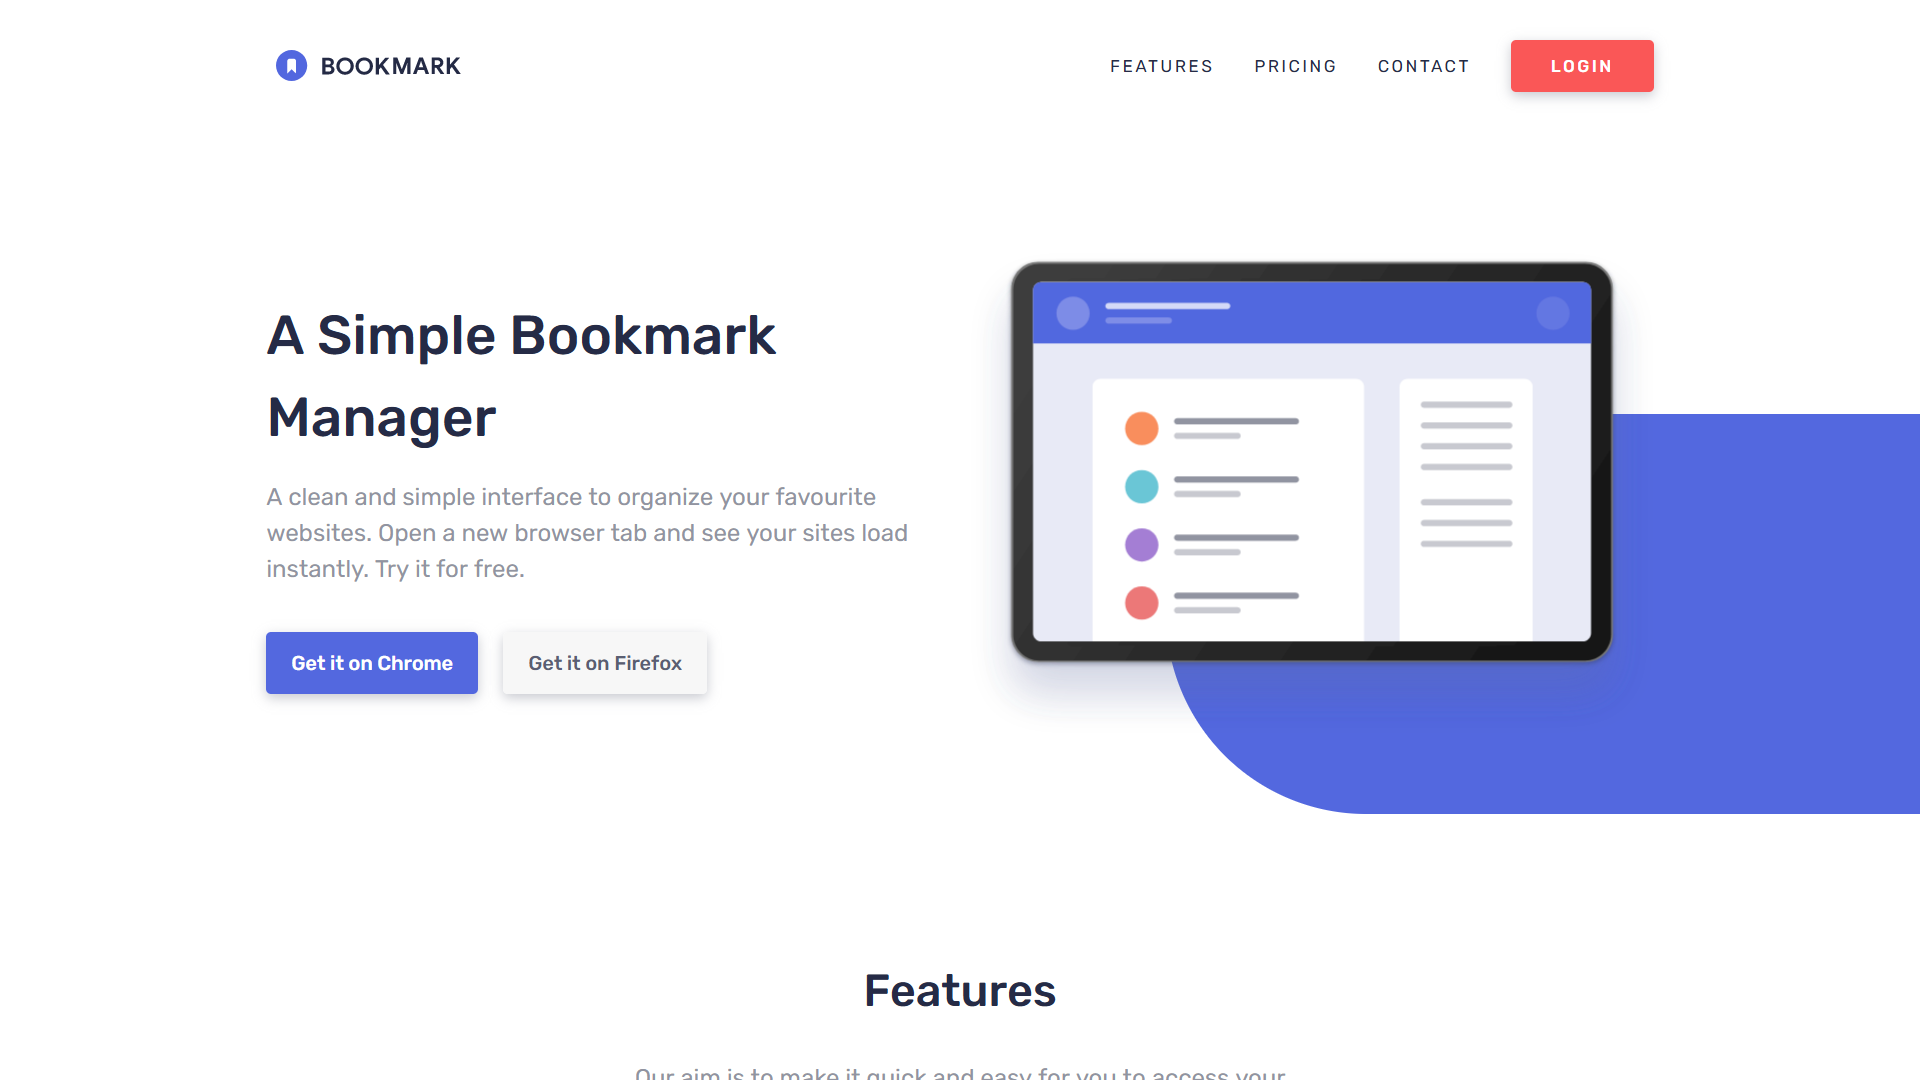 BOOKMARK
FEATURES PRICING CONTACT LOGIN
A Simple Bookmark
Manager
A clean and simple interface to organize your favourite
websites. Open a new browser tab and see your sites load
instantly. Try it for free.
Get it on Chrome Get it on Firefox
Features
Our aim is to make it quick and easy for you to access your